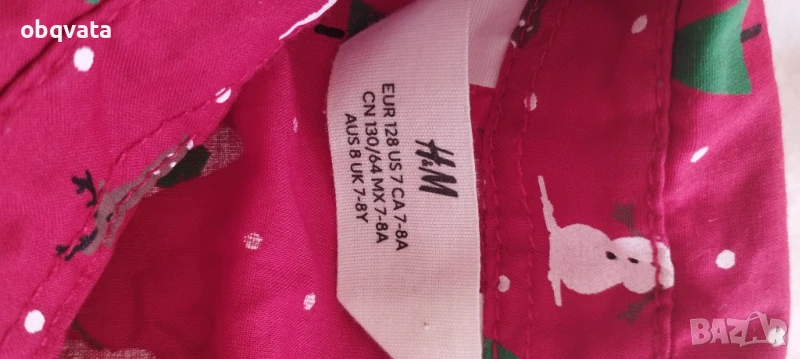 obqvata
H&M
EUR 128 US 7 CA 7-8A
CN 130/64 MX 7-8A
AUS 8 UK 7-8Y
BAZAR